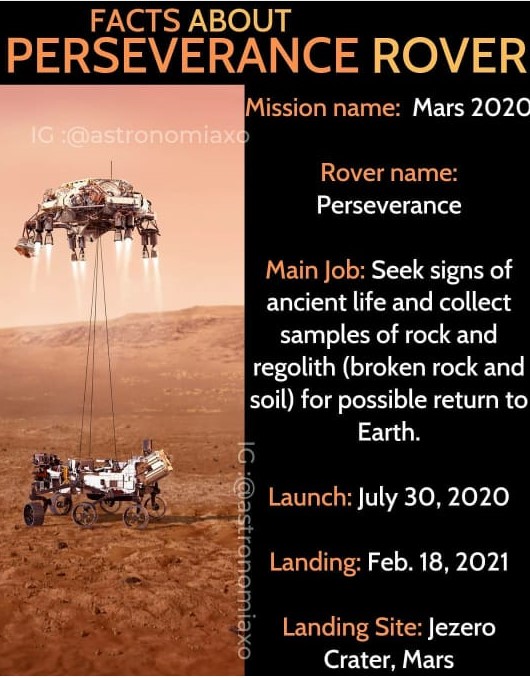 FACTS ABOUT
PERSEVERANCE ROVER
IG :@astronomiaxo
Mission name: Mars 2020
Rover name:
Perseverance
Main Job: Seek signs of
ancient life and collect
samples of rock and
regolith (broken rock and
soil) for possible return to
Earth.
Launch: July 30, 2020
Landing: Feb. 18, 2021
Landing Site: Jezero
Crater, Mars
IG :@astronomiaxo